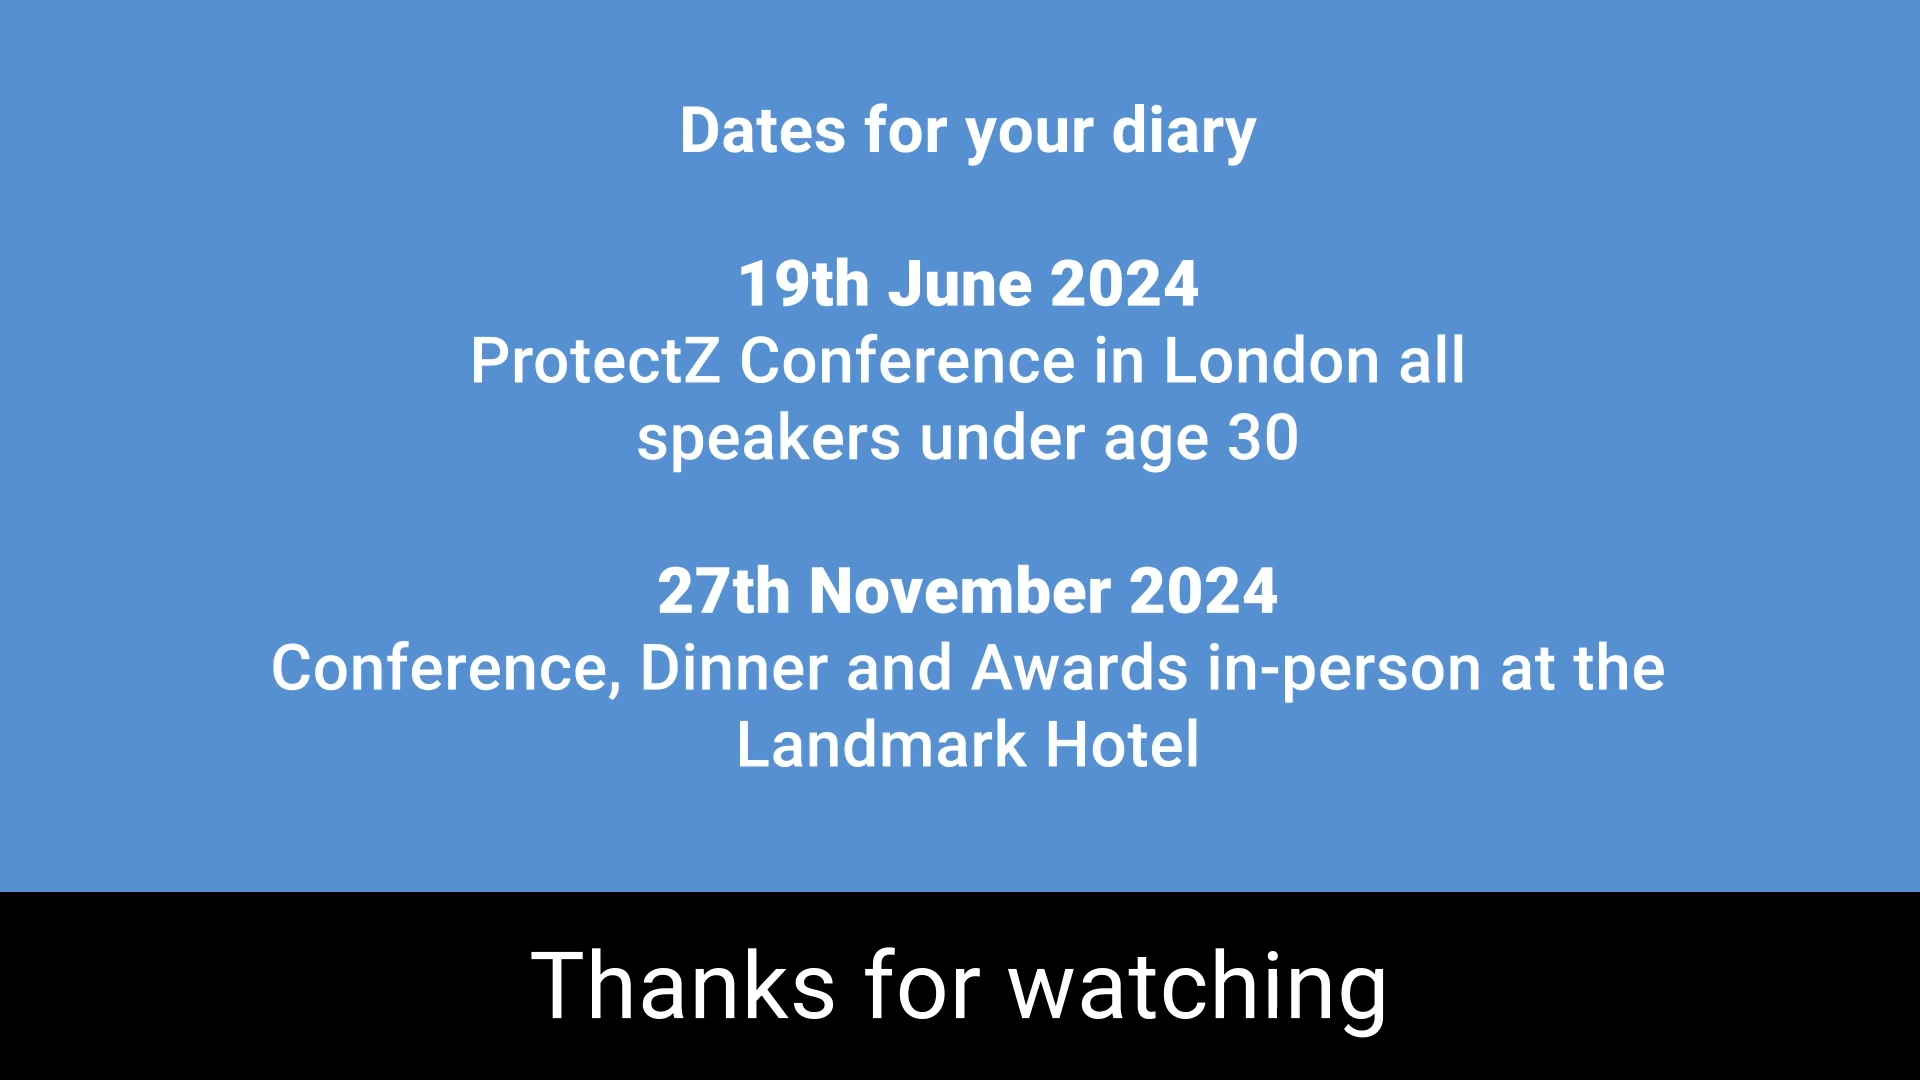 Dates for your diary
19th June 2024
ProtectZ Conference in London all
speakers under age 30
27th November 2024
Conference, Dinner and Awards in-person at the
Landmark Hotel
Thanks for watching